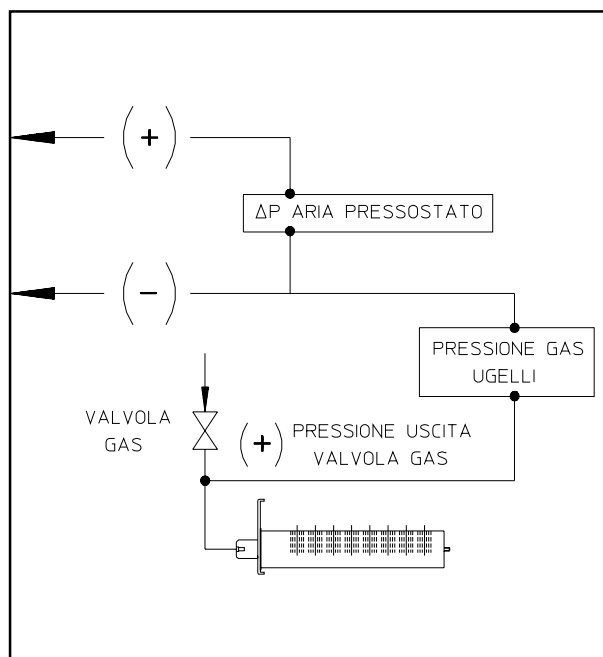 (+)
ΔP ARIA PRESSOSTATO
(-)
PRESSIONE GAS
UGELLI
VALVOLA
GAS
(+) PRESSIONE USCITA
VALVOLA GAS